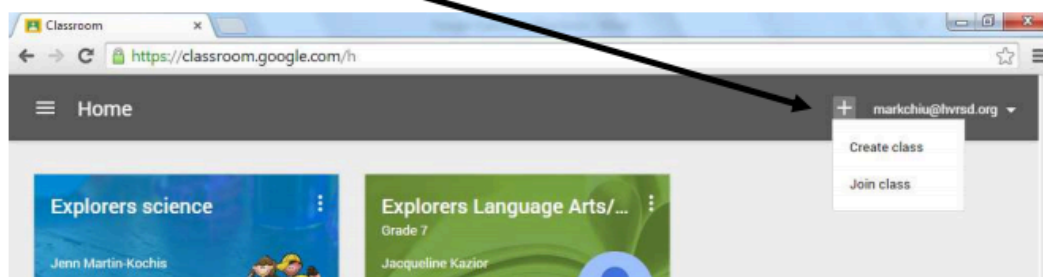 Classroom
https://classroom.google.com/h
Home
markchiu@hvrsd.org
Create class
Join class
Explorers science
Jenn Martin-Kochis
Explorers Language Arts/...
Grade 7
Jacqueline Kazior